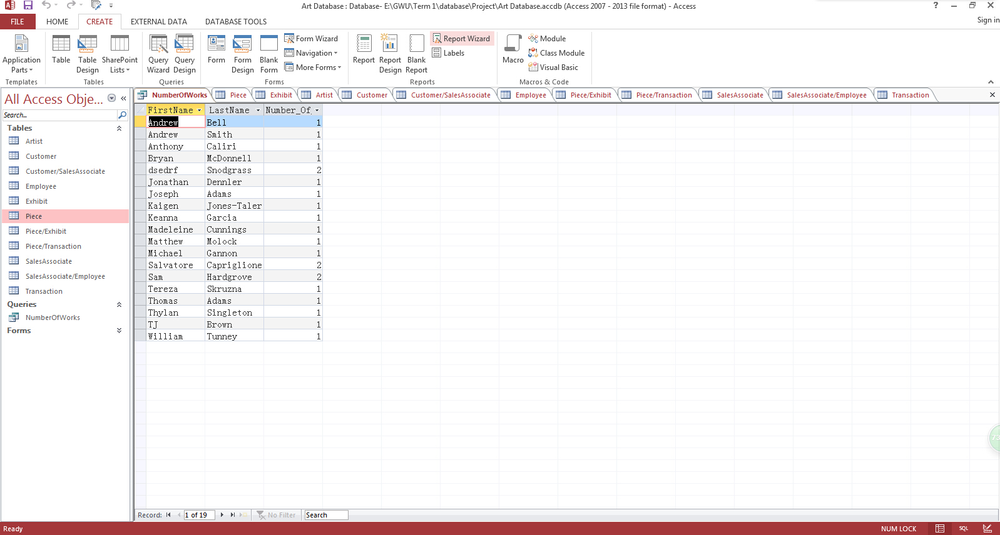 Art Database : Database- E:\GWU\Term 1\database\Project\Art Database.accdb (Access 2007 - 2013 file format) - Access
?
FILE HOME CREATE EXTERNAL DATA DATABASE TOOLS
Sign in
Application Parts
Table
Table Design
SharePoint Lists
Query Wizard
Query Design
Form
Form Design
Blank Form
Form Wizard
Navigation
More Forms
Report
Report Design
Blank Report
Report Wizard
Labels
Macro
Module
Class Module
Visual Basic
Templates Tables Queries Forms Reports Macros & Code
All Access Obje...
Search...
Tables
Artist
Customer
Customer/SalesAssociate
Employee
Exhibit
Piece
Piece/Exhibit
Piece/Transaction
SalesAssociate
SalesAssociate/Employee
Transaction
Queries
NumberOfWorks
Forms
NumberOfWorks Piece Exhibit Artist Customer Customer/SalesAssociate Employee Piece/Exhibit Piece/Transaction SalesAssociate SalesAssociate/Employee Transaction
FirstName LastName Number_Of_
Andrew Bell 1
Andrew Smith 1
Anthony Caliri 1
Bryan McDonnell 1
dsedrf Snodgrass 2
Jonathan Dennler 1
Joseph Adams 1
Kaigen Jones-Taler 1
Keanna Garcia 1
Madeleine Cunnings 1
Matthew Molock 1
Michael Gannon 1
Salvatore Capriglione 2
Sam Hardgrove 2
Tereza Skruzna 1
Thomas Adams 1
Thylan Singleton 1
TJ Brown 1
William Tunney 1
73
Record: 1 of 19 No Filter Search
Ready
NUM LOCK
SQL